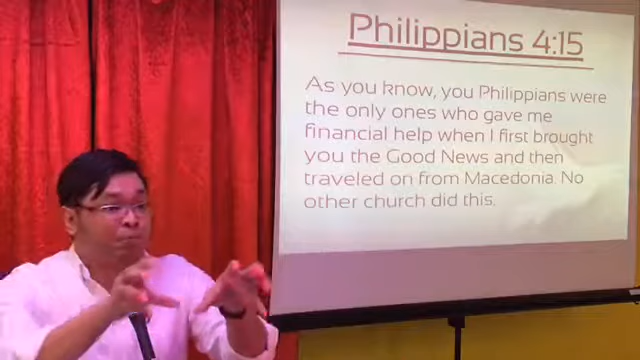 Philippians 4:15
As you know, you Philippians were
the only ones who gave me
financial help when I first brought
you the Good News and then
traveled on from Macedonia. No
other church did this.